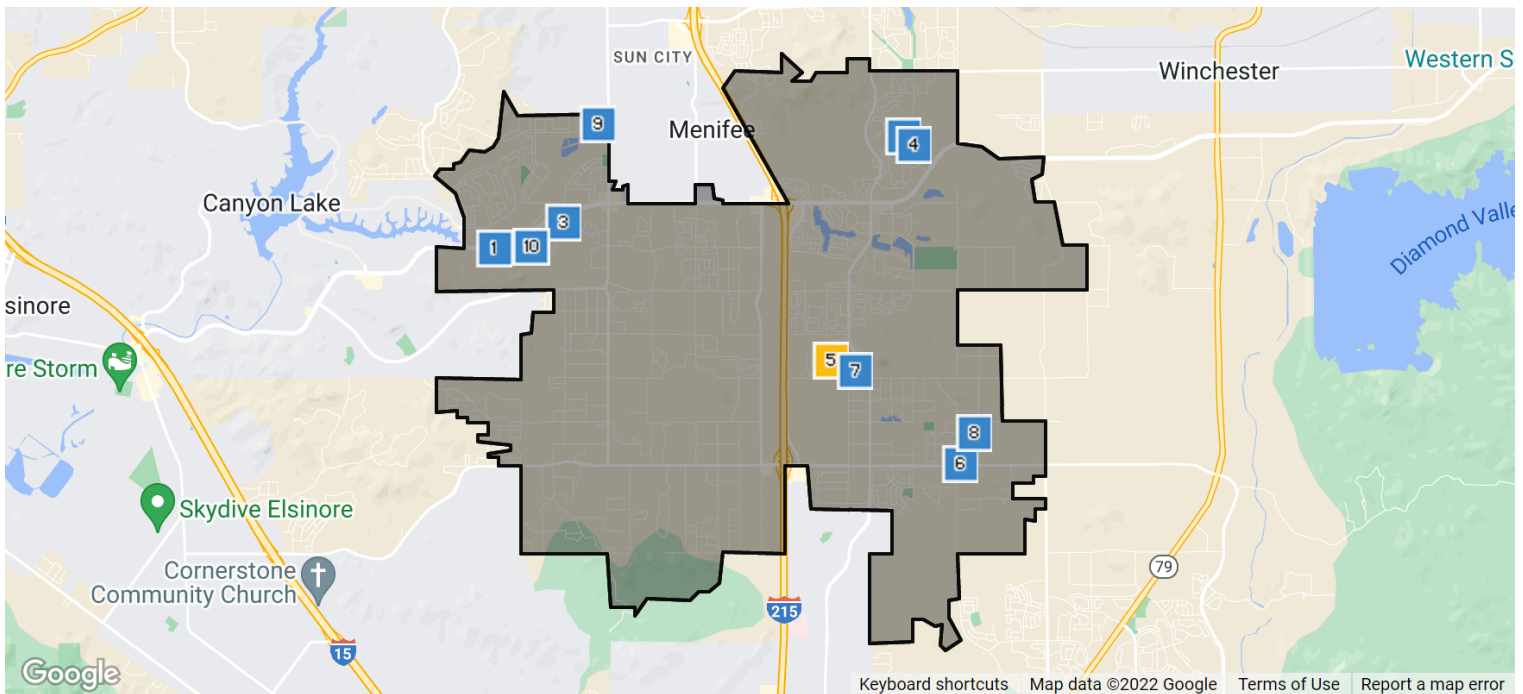 SUN CITY
Winchester
Western S
Menifee
9
4
Canyon Lake
3
1
10
Diamond Valle
sinore
re Storm
5
7
8
6
Skydive Elsinore
Cornerstone
Community Church
79
215
15
Google
Keyboard shortcuts
Map data ©2022 Google
Terms of Use
Report a map error